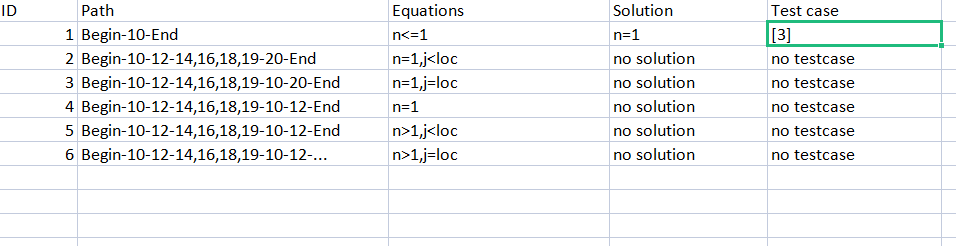 ID Path Equations Solution Test case
1 Begin-10-End n<=1 n=1 [3]
2 Begin-10-12-14,16,18,19-20-End n=1,j<loc no solution no testcase
3 Begin-10-12-14,16,18,19-10-20-End n=1,j=loc no solution no testcase
4 Begin-10-12-14,16,18,19-10-12-End n=1 no solution no testcase
5 Begin-10-12-14,16,18,19-10-12-End n>1,j<loc no solution no testcase
6 Begin-10-12-14,16,18,19-10-12-... n>1,j=loc no solution no testcase